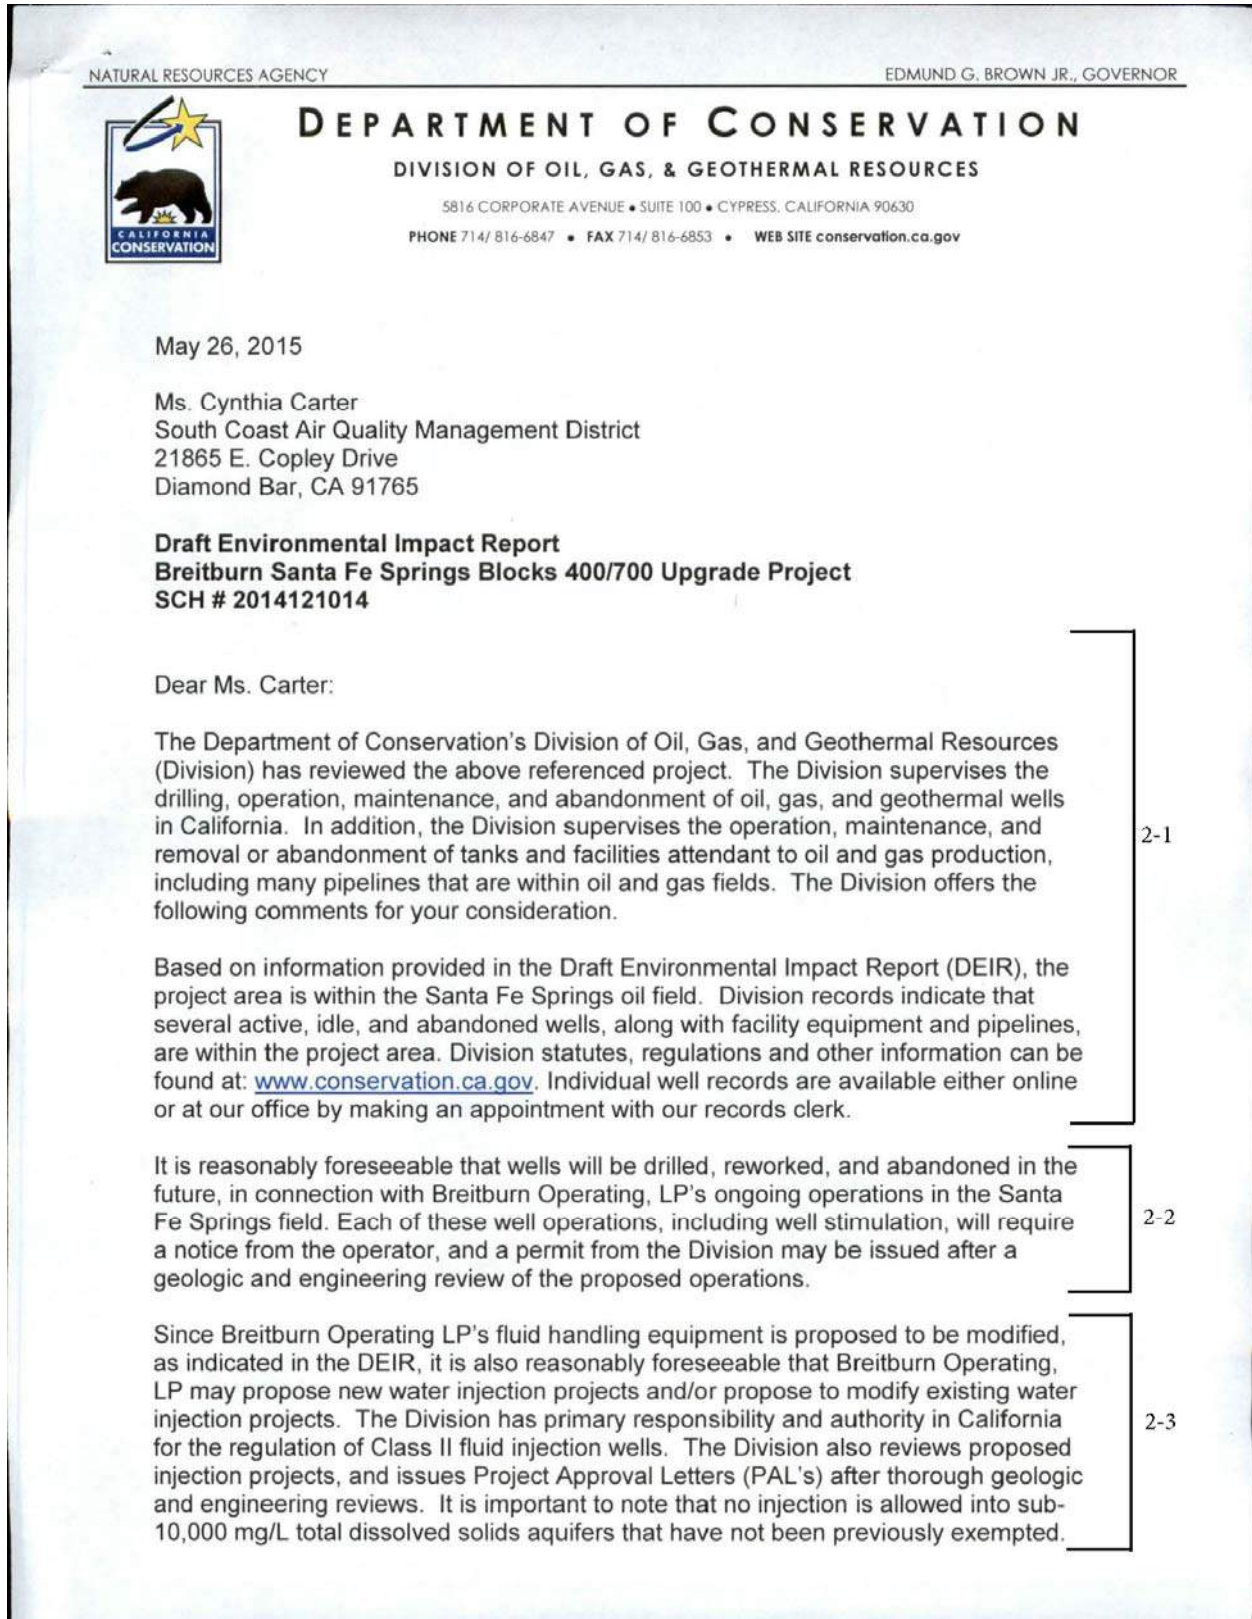 NATURAL RESOURCES AGENCY EDMUND G. BROWN JR., GOVERNOR
DEPARTMENT OF CONSERVATION
DIVISION OF OIL, GAS, & GEOTHERMAL RESOURCES
5816 CORPORATE AVENUE • SUITE 100 • CYPRESS, CALIFORNIA 90630
PHONE 714/ 816-6847 • FAX 714/ 816-6853 • WEB SITE conservation.ca.gov
CALIFORNIA
CONSERVATION
May 26, 2015
Ms. Cynthia Carter
South Coast Air Quality Management District
21865 E. Copley Drive
Diamond Bar, CA 91765
Draft Environmental Impact Report
Breitburn Santa Fe Springs Blocks 400/700 Upgrade Project
SCH # 2014121014
Dear Ms. Carter:
The Department of Conservation's Division of Oil, Gas, and Geothermal Resources
(Division) has reviewed the above referenced project. The Division supervises the
drilling, operation, maintenance, and abandonment of oil, gas, and geothermal wells
in California. In addition, the Division supervises the operation, maintenance, and
removal or abandonment of tanks and facilities attendant to oil and gas production,
including many pipelines that are within oil and gas fields. The Division offers the
following comments for your consideration.
2-1
Based on information provided in the Draft Environmental Impact Report (DEIR), the
project area is within the Santa Fe Springs oil field. Division records indicate that
several active, idle, and abandoned wells, along with facility equipment and pipelines,
are within the project area. Division statutes, regulations and other information can be
found at: www.conservation.ca.gov. Individual well records are available either online
or at our office by making an appointment with our records clerk.
It is reasonably foreseeable that wells will be drilled, reworked, and abandoned in the
future, in connection with Breitburn Operating, LP's ongoing operations in the Santa
Fe Springs field. Each of these well operations, including well stimulation, will require
a notice from the operator, and a permit from the Division may be issued after a
geologic and engineering review of the proposed operations.
2-2
Since Breitburn Operating LP's fluid handling equipment is proposed to be modified,
as indicated in the DEIR, it is also reasonably foreseeable that Breitburn Operating,
LP may propose new water injection projects and/or propose to modify existing water
injection projects. The Division has primary responsibility and authority in California
for the regulation of Class II fluid injection wells. The Division also reviews proposed
injection projects, and issues Project Approval Letters (PAL's) after thorough geologic
and engineering reviews. It is important to note that no injection is allowed into sub-
10,000 mg/L total dissolved solids aquifers that have not been previously exempted.
2-3